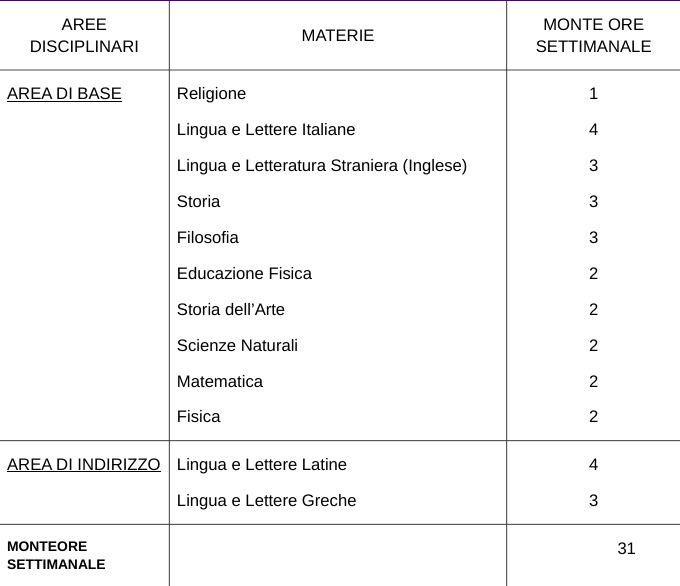 AREE
DISCIPLINARI
MATERIE
MONTE ORE
SETTIMANALE
AREA DI BASE
Religione 1
Lingua e Lettere Italiane 4
Lingua e Letteratura Straniera (Inglese) 3
Storia 3
Filosofia 3
Educazione Fisica 2
Storia dell’Arte 2
Scienze Naturali 2
Matematica 2
Fisica 2
AREA DI INDIRIZZO Lingua e Lettere Latine 4
Lingua e Lettere Greche 3
MONTEORE
SETTIMANALE
31